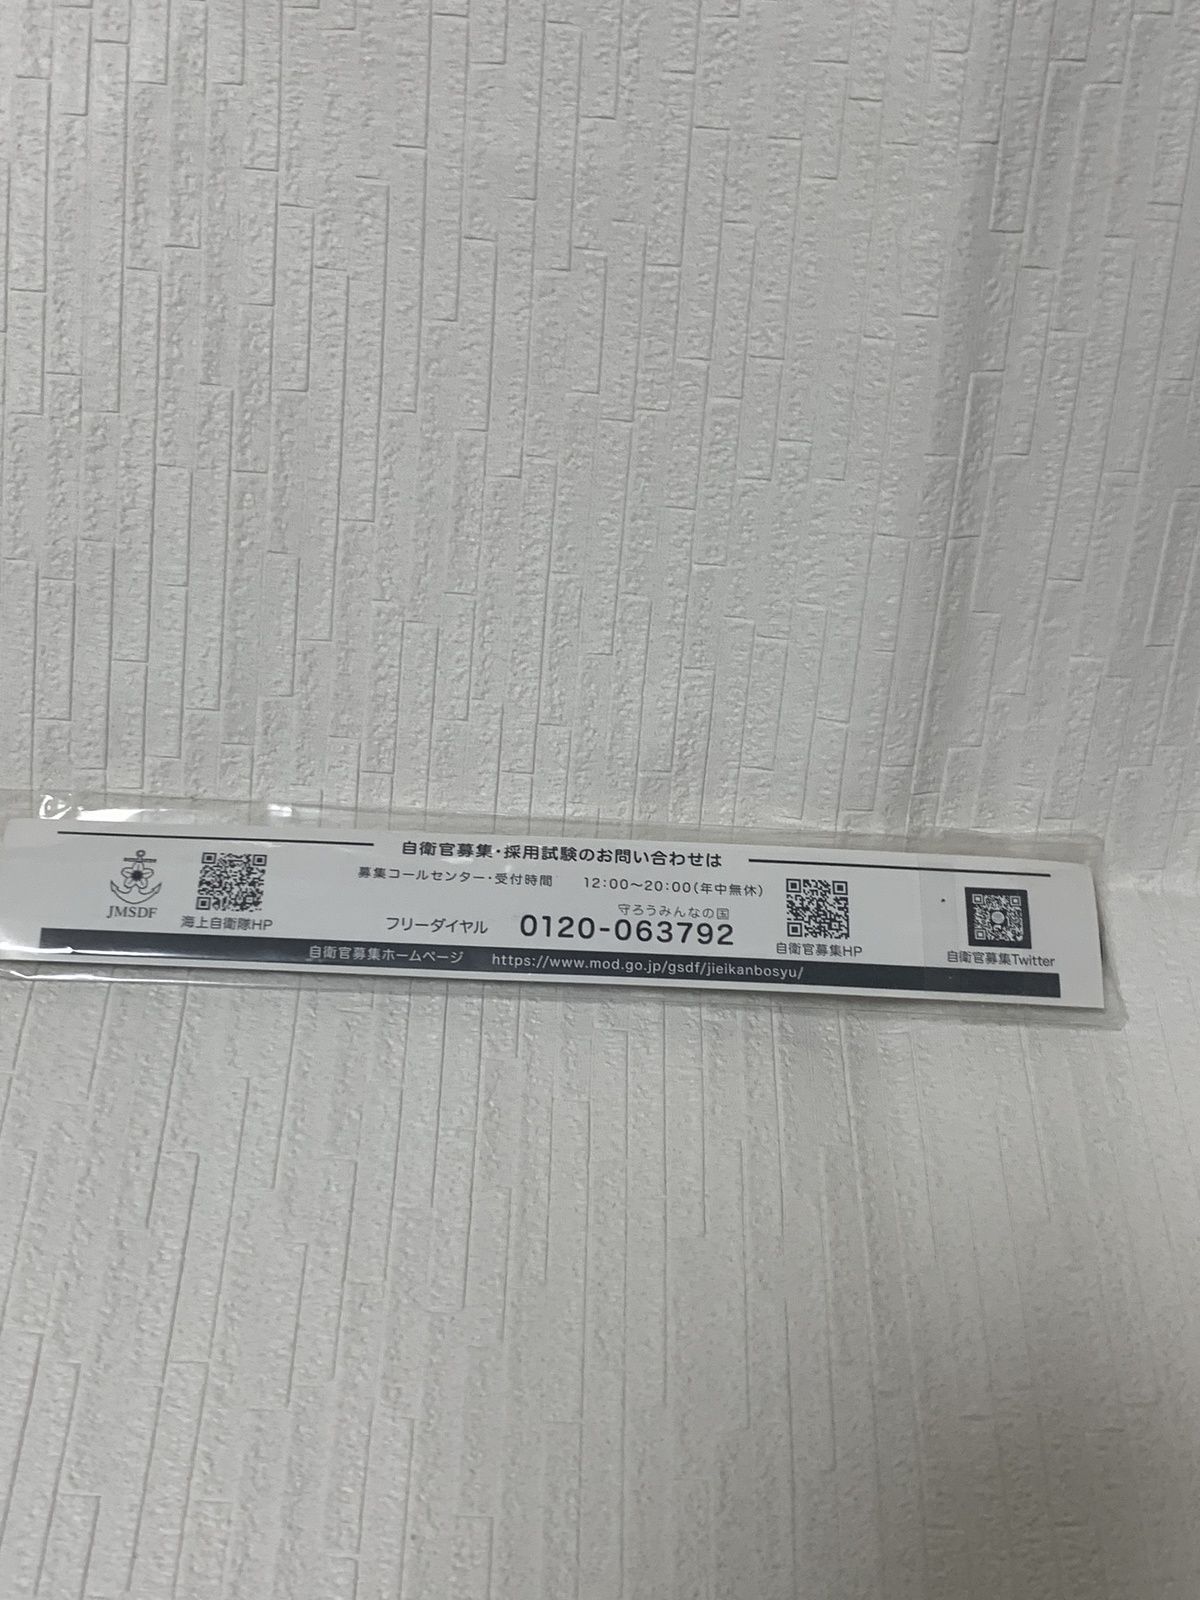 自衛官募集・採用試験のお問い合わせは
募集コールセンター・受付時間　12:00〜20:00(年中無休)
守ろうみんなの国
フリーダイヤル　0120-063792
JMSDF
海上自衛隊HP
自衛官募集HP
自衛官募集Twitter
自衛官募集ホームページ　https://www.mod.go.jp/gsdf/jieikanbosyu/